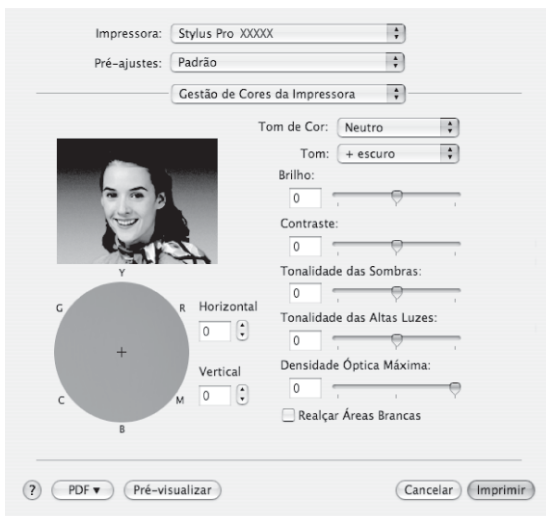 Impressora: Stylus Pro XXXXX
Pré-ajustes: Padrão
Gestão de Cores da Impressora
Tom de Cor: Neutro
Tom: + escuro
Brilho:
0
Contraste:
0
Tonalidade das Sombras:
0
Tonalidade das Altas Luzes:
0
Densidade Óptica Máxima:
0
Realçar Áreas Brancas
Y
G
R
C
M
B
Horizontal
0
Vertical
0
? PDF▼ Pré-visualizar Cancelar Imprimir